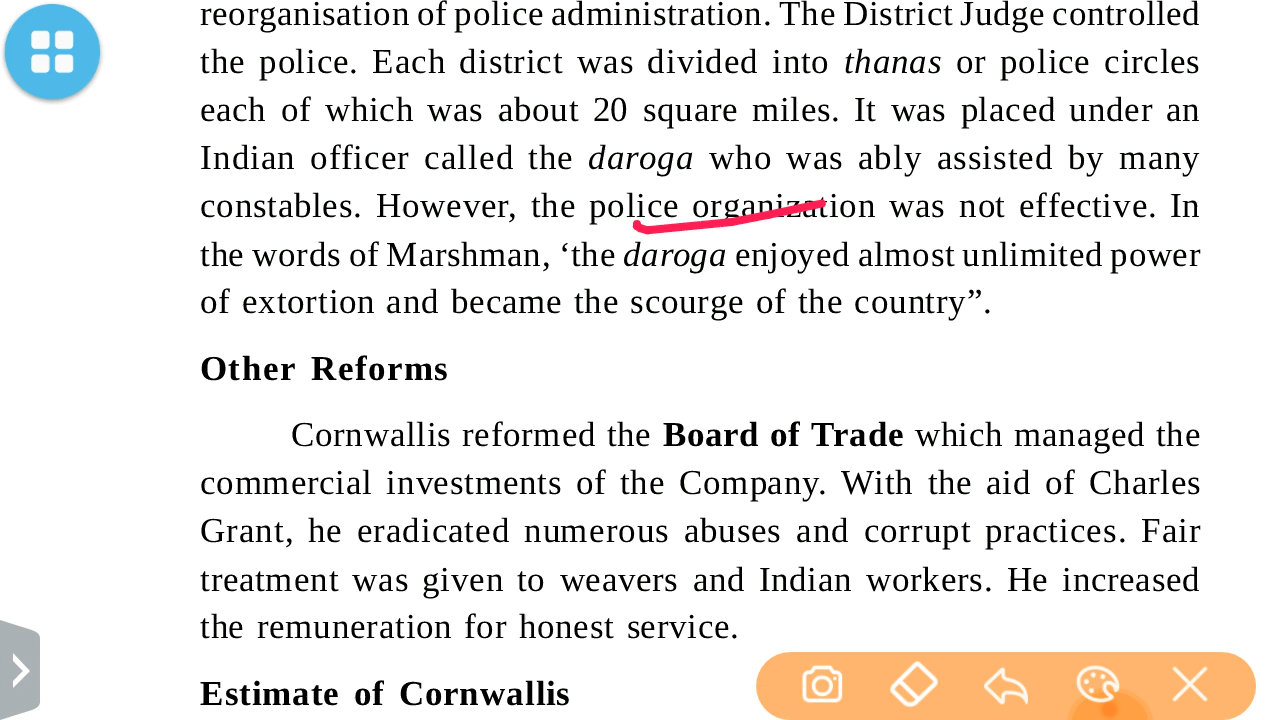 reorganisation of police administration. The District Judge controlled
the police. Each district was divided into thanas or police circles
each of which was about 20 square miles. It was placed under an
Indian officer called the daroga who was ably assisted by many
constables. However, the police organization was not effective. In
the words of Marshman, ‘the daroga enjoyed almost unlimited power
of extortion and became the scourge of the country”.
Other Reforms
Cornwallis reformed the Board of Trade which managed the
commercial investments of the Company. With the aid of Charles
Grant, he eradicated numerous abuses and corrupt practices. Fair
treatment was given to weavers and Indian workers. He increased
the remuneration for honest service.
Estimate of Cornwallis